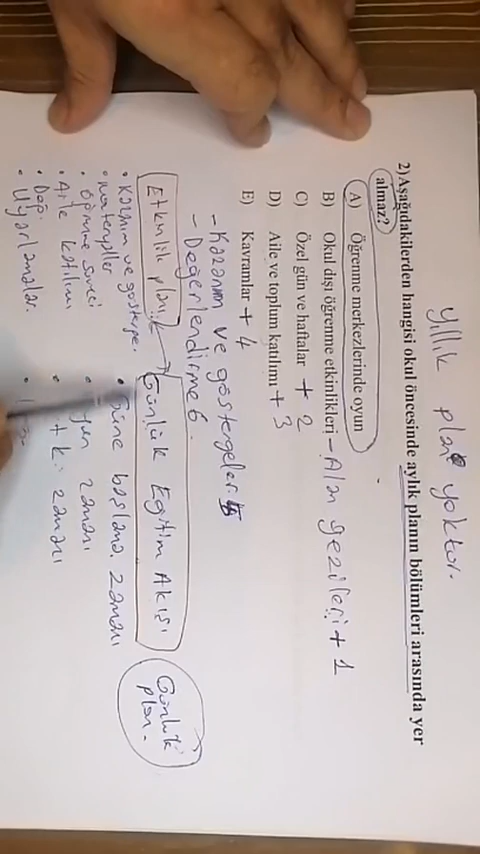 Yıllık plan yoktur.
2) Aşağıdakilerden hangisi okul öncesinde aylık planın bölümleri arasında yer
almaz?
A) Öğrenme merkezlerinde oyun
B) Okul dışı öğrenme etkinlikleri - Alan gezileri + 1
C) Özel gün ve haftalar + 2
D) Aile ve toplum katılımı + 3
E) Kavramlar + 4
- Kazanım ve göstergeler 5
- Değerlendirme 6.
Etkinlik planı
• Kazanım ve gösterge.
• materyaller
• öğrenme süreci
• Aile katılımı
• Değ.
• Uyarlamalar.
Günlük Eğitim Akışı
• Güne başlama zamanı
zamanı
zamanı
Günlük
plan.